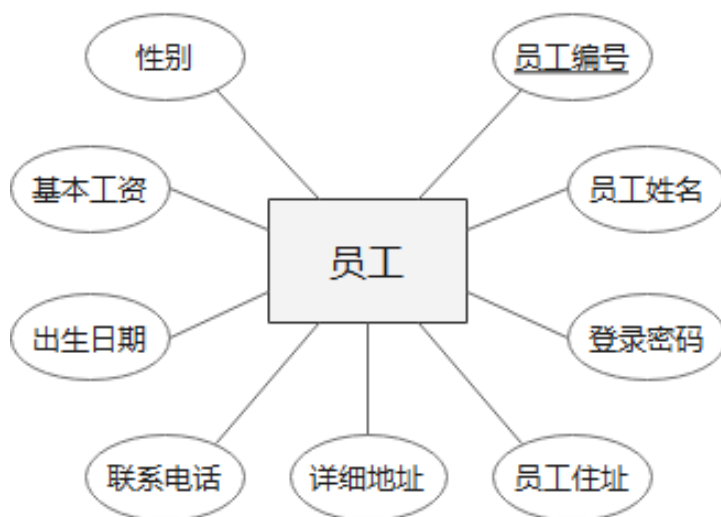 性别
员工编号
基本工资
员工姓名
员工
出生日期
登录密码
联系电话
详细地址
员工住址